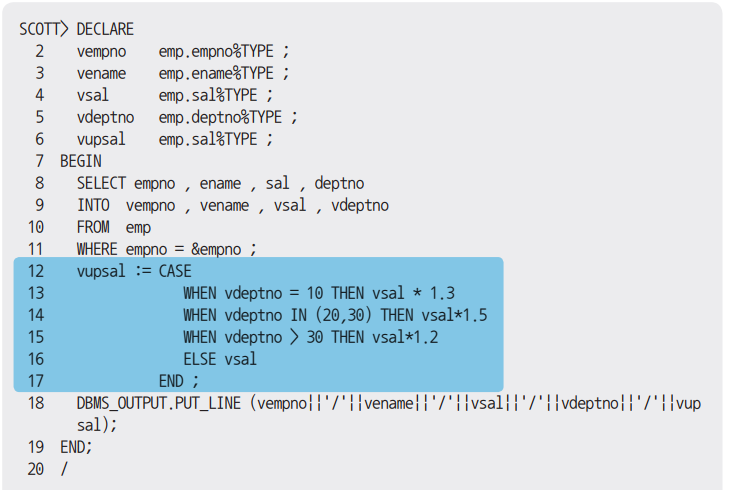 SCOTT> DECLARE
2 vempno emp.empno%TYPE ;
3 vename emp.ename%TYPE ;
4 vsal emp.sal%TYPE ;
5 vdeptno emp.deptno%TYPE ;
6 vupsal emp.sal%TYPE ;
7 BEGIN
8 SELECT empno , ename , sal , deptno
9 INTO vempno , vename , vsal , vdeptno
10 FROM emp
11 WHERE empno = &empno ;
12 vupsal := CASE
13 WHEN vdeptno = 10 THEN vsal * 1.3
14 WHEN vdeptno IN (20,30) THEN vsal*1.5
15 WHEN vdeptno > 30 THEN vsal*1.2
16 ELSE vsal
17 END ;
18 DBMS_OUTPUT.PUT_LINE (vempno||'/'||vename||'/'||vsal||'/'||vdeptno||'/'||vup
sal);
19 END;
20 /